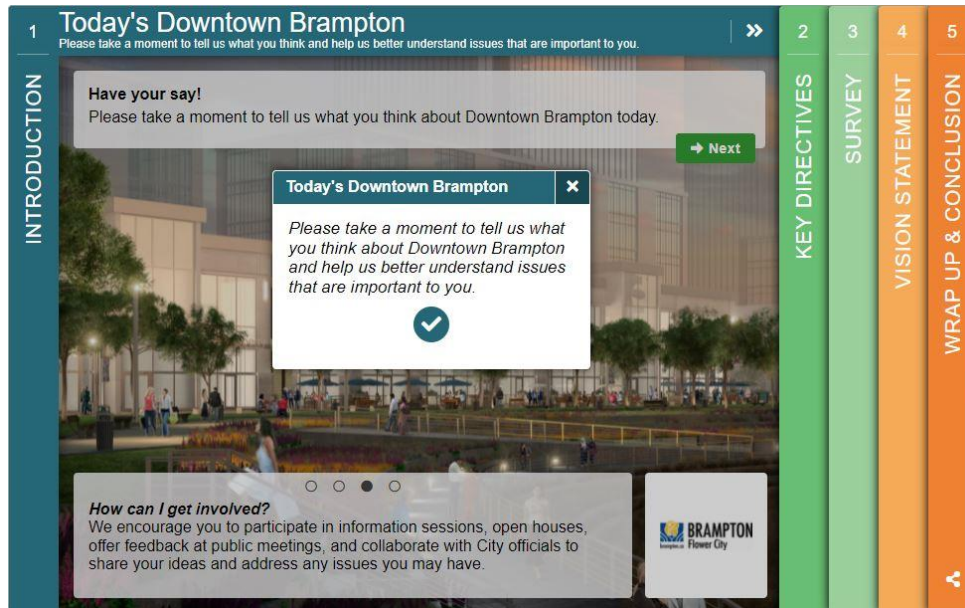 1
INTRODUCTION
Today's Downtown Brampton
Please take a moment to tell us what you think and help us better understand issues that are important to you.
Have your say!
Please take a moment to tell us what you think about Downtown Brampton today.
Next
Today's Downtown Brampton
Please take a moment to tell us what
you think about Downtown Brampton
and help us better understand issues
that are important to you.
How can I get involved?
We encourage you to participate in information sessions, open houses,
offer feedback at public meetings, and collaborate with City officials to
share your ideas and address any issues you may have.
brampton.ca
BRAMPTON
Flower City
2
KEY DIRECTIVES
3
SURVEY
4
VISION STATEMENT
5
WRAP UP & CONCLUSION